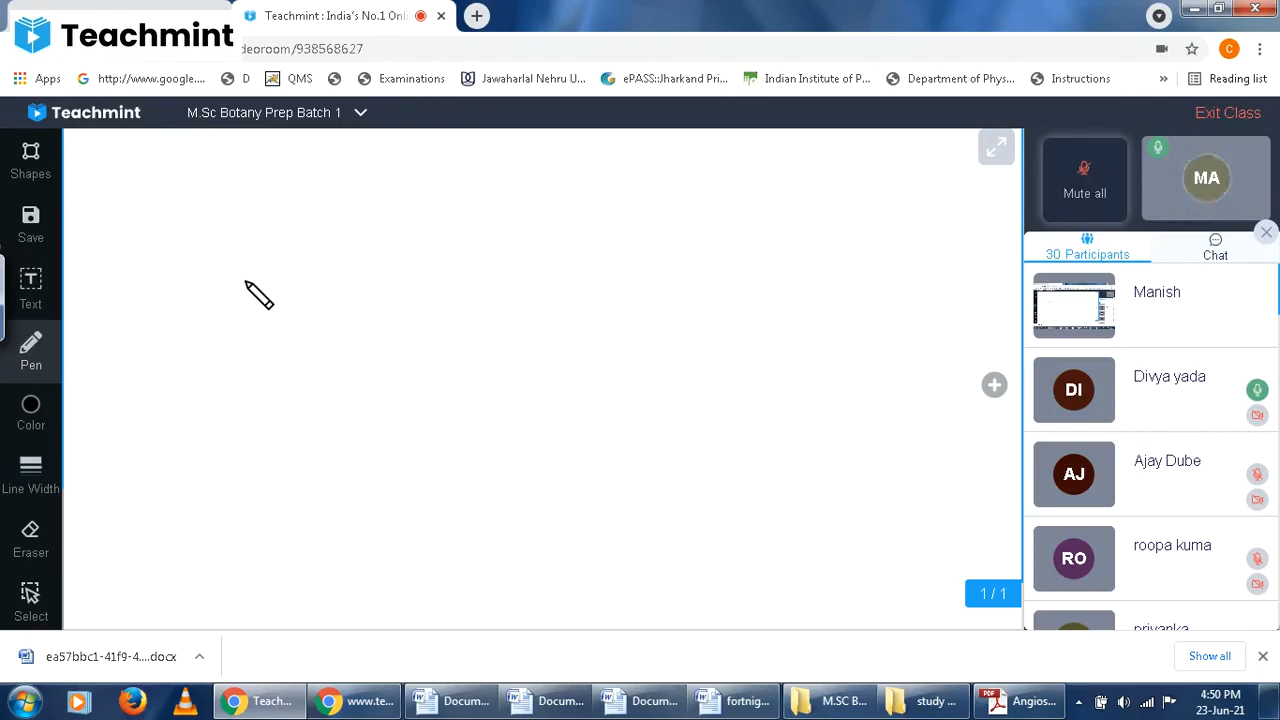 Teachmint : India's No.1 Onli
Teachmint
deoroom/938568627
C
Apps
http://www.google....
D
QMS
Examinations
Jawaharlal Nehru U...
ePASS::Jharkand Pri...
Indian Institute of P...
Department of Phys...
Instructions
»
Reading list
Teachmint
M.Sc Botany Prep Batch 1
Exit Class
Shapes
Save
Text
Pen
Color
Line Width
Eraser
Select
1 / 1
Mute all
MA
30 Participants
Chat
Manish
DI
Divya yada
AJ
Ajay Dube
RO
roopa kuma
priyanka
ea57bbc1-41f9-4....docx
Show all
Teach...
www.te...
Docum...
Docum...
Docum...
fortnig...
M.SC B...
study ...
Angios...
4:50 PM
23-Jun-21